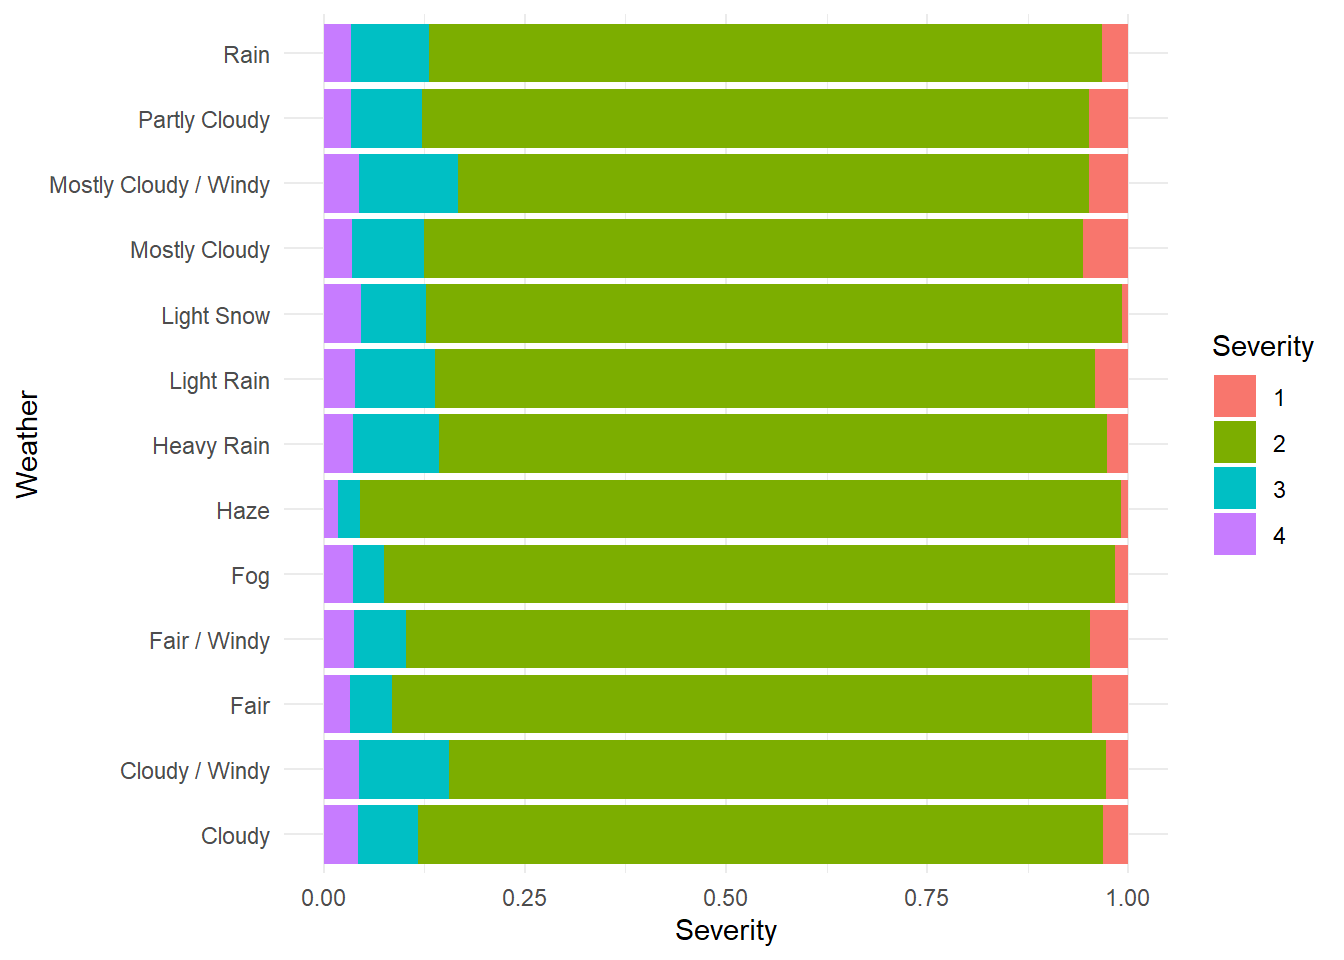 Rain
Partly Cloudy
Mostly Cloudy / Windy
Mostly Cloudy
Light Snow
Light Rain
Heavy Rain
Haze
Fog
Fair / Windy
Fair
Cloudy / Windy
Cloudy
Weather
0.00 0.25 0.50 0.75 1.00
Severity
Severity
1
2
3
4